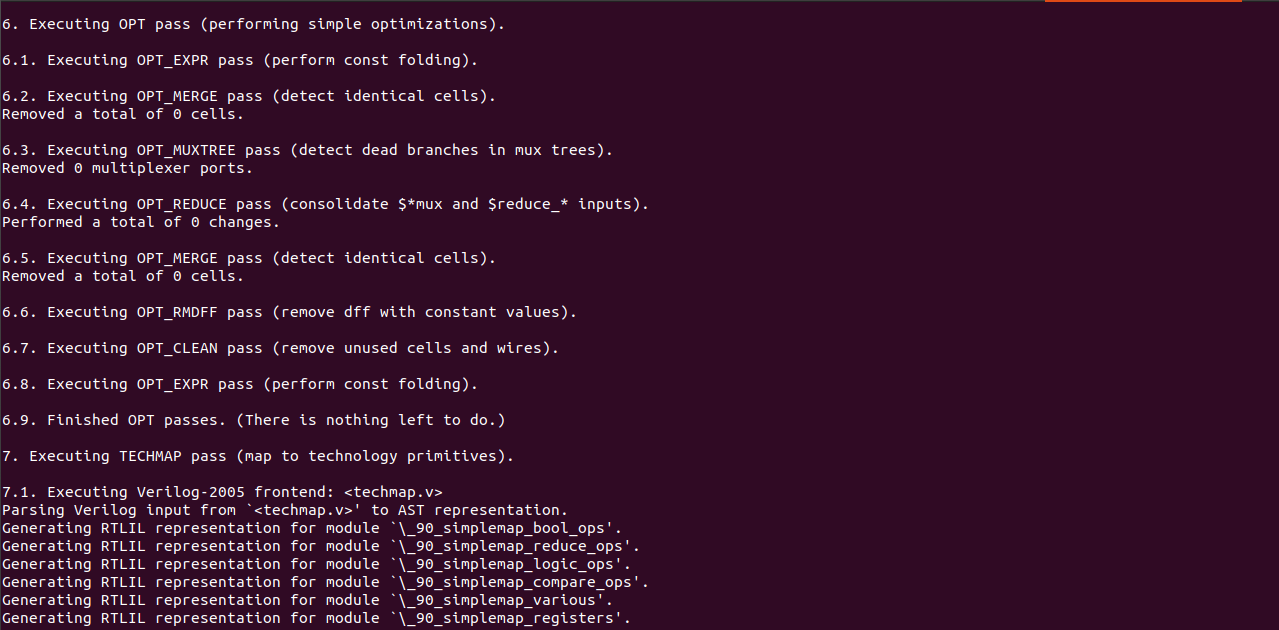 6. Executing OPT pass (performing simple optimizations).
6.1. Executing OPT_EXPR pass (perform const folding).
6.2. Executing OPT_MERGE pass (detect identical cells).
Removed a total of 0 cells.
6.3. Executing OPT_MUXTREE pass (detect dead branches in mux trees).
Removed 0 multiplexer ports.
6.4. Executing OPT_REDUCE pass (consolidate $*mux and $reduce_* inputs).
Performed a total of 0 changes.
6.5. Executing OPT_MERGE pass (detect identical cells).
Removed a total of 0 cells.
6.6. Executing OPT_RMDFF pass (remove dff with constant values).
6.7. Executing OPT_CLEAN pass (remove unused cells and wires).
6.8. Executing OPT_EXPR pass (perform const folding).
6.9. Finished OPT passes. (There is nothing left to do.)
7. Executing TECHMAP pass (map to technology primitives).
7.1. Executing Verilog-2005 frontend: <techmap.v>
Parsing Verilog input from `<techmap.v>' to AST representation.
Generating RTLIL representation for module `\_90_simplemap_bool_ops'.
Generating RTLIL representation for module `\_90_simplemap_reduce_ops'.
Generating RTLIL representation for module `\_90_simplemap_logic_ops'.
Generating RTLIL representation for module `\_90_simplemap_compare_ops'.
Generating RTLIL representation for module `\_90_simplemap_various'.
Generating RTLIL representation for module `\_90_simplemap_registers'.